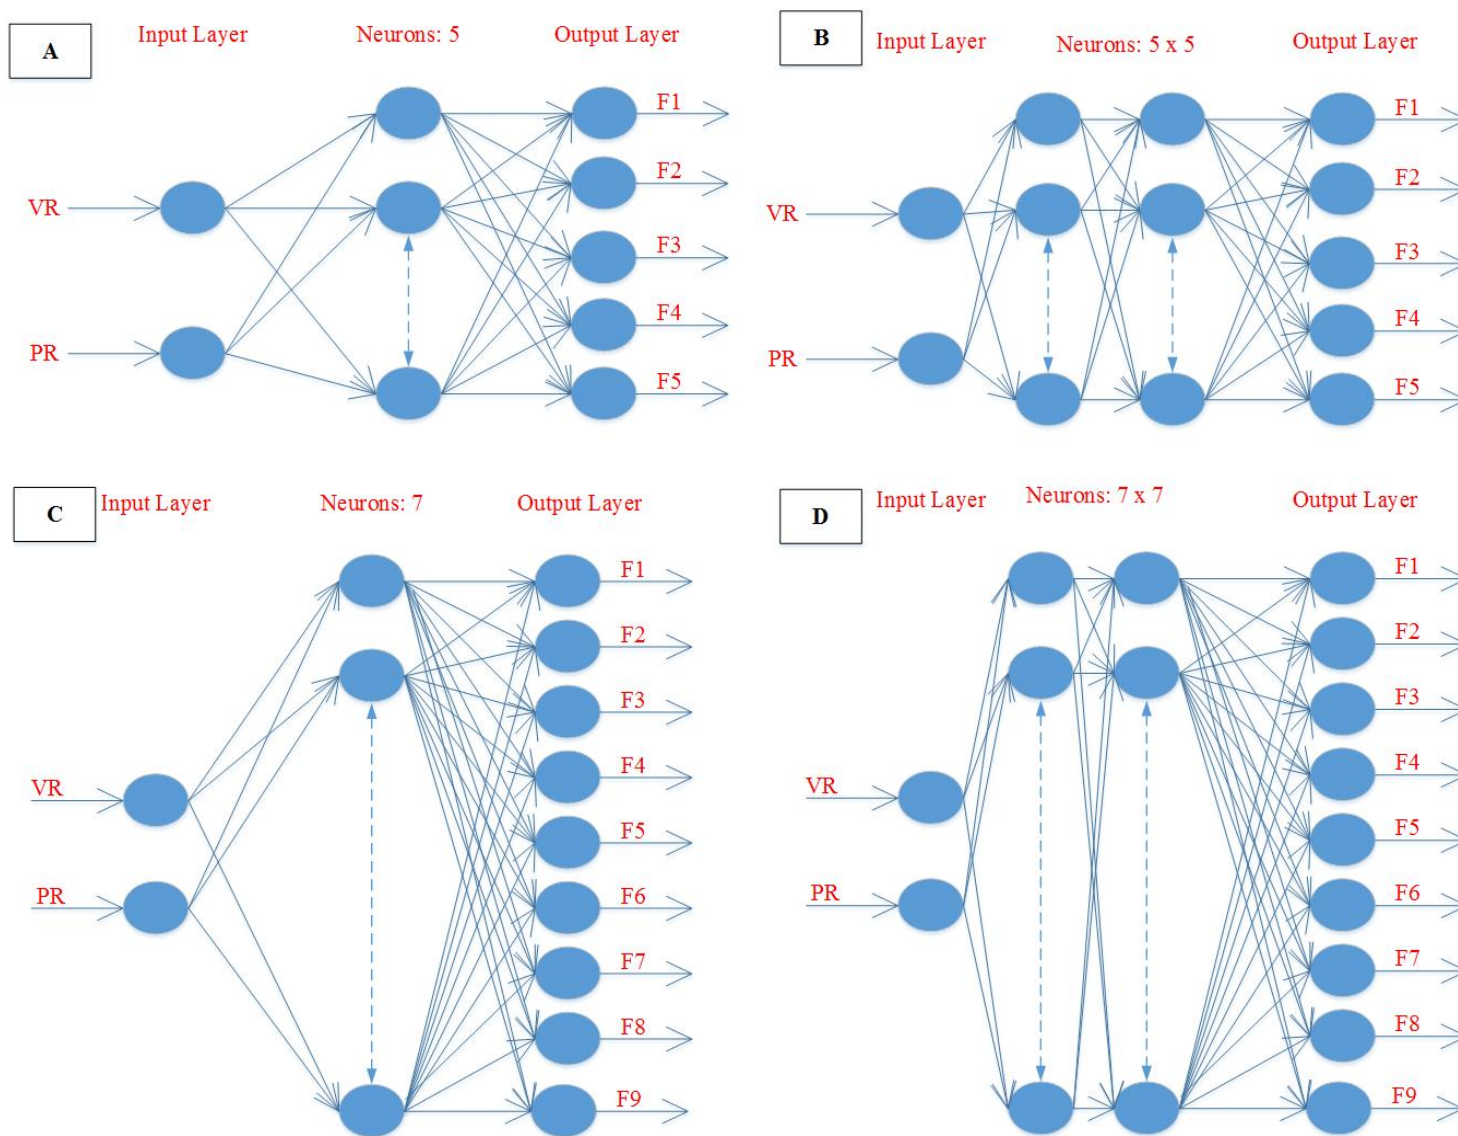 A
Input Layer
Neurons: 5
Output Layer
VR
PR
F1
F2
F3
F4
F5
B
Input Layer
Neurons: 5 x 5
Output Layer
VR
PR
F1
F2
F3
F4
F5
C
Input Layer
Neurons: 7
Output Layer
VR
PR
F1
F2
F3
F4
F5
F6
F7
F8
F9
D
Input Layer
Neurons: 7 x 7
Output Layer
VR
PR
F1
F2
F3
F4
F5
F6
F7
F8
F9